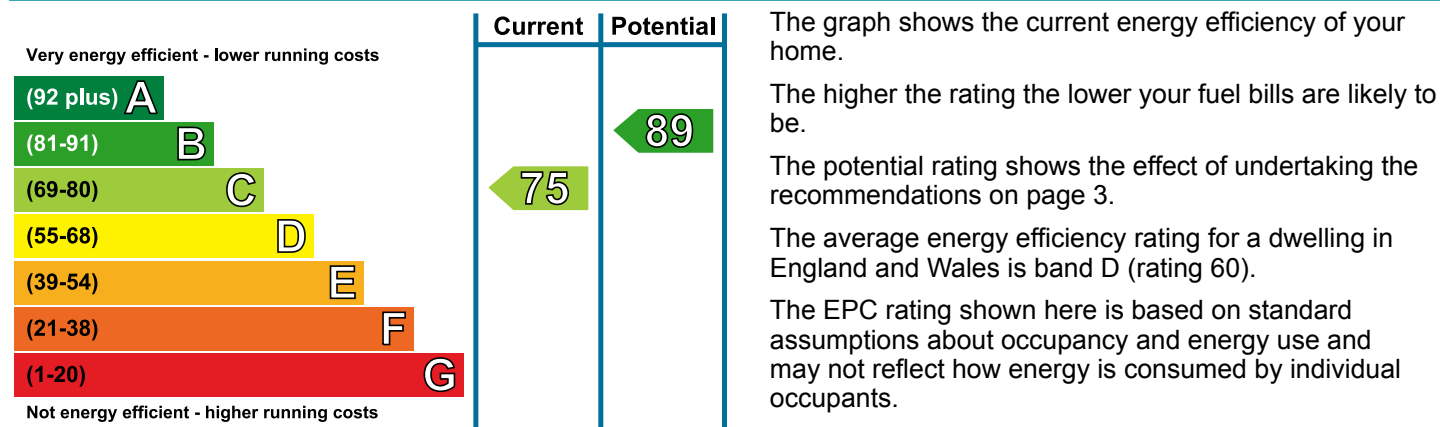 Current Potential
Very energy efficient - lower running costs
(92 plus) A
(81-91) B
(69-80) C
(55-68) D
(39-54) E
(21-38) F
(1-20) G
Not energy efficient - higher running costs
89
75
The graph shows the current energy efficiency of your
home.
The higher the rating the lower your fuel bills are likely to
be.
The potential rating shows the effect of undertaking the
recommendations on page 3.
The average energy efficiency rating for a dwelling in
England and Wales is band D (rating 60).
The EPC rating shown here is based on standard
assumptions about occupancy and energy use and
may not reflect how energy is consumed by individual
occupants.